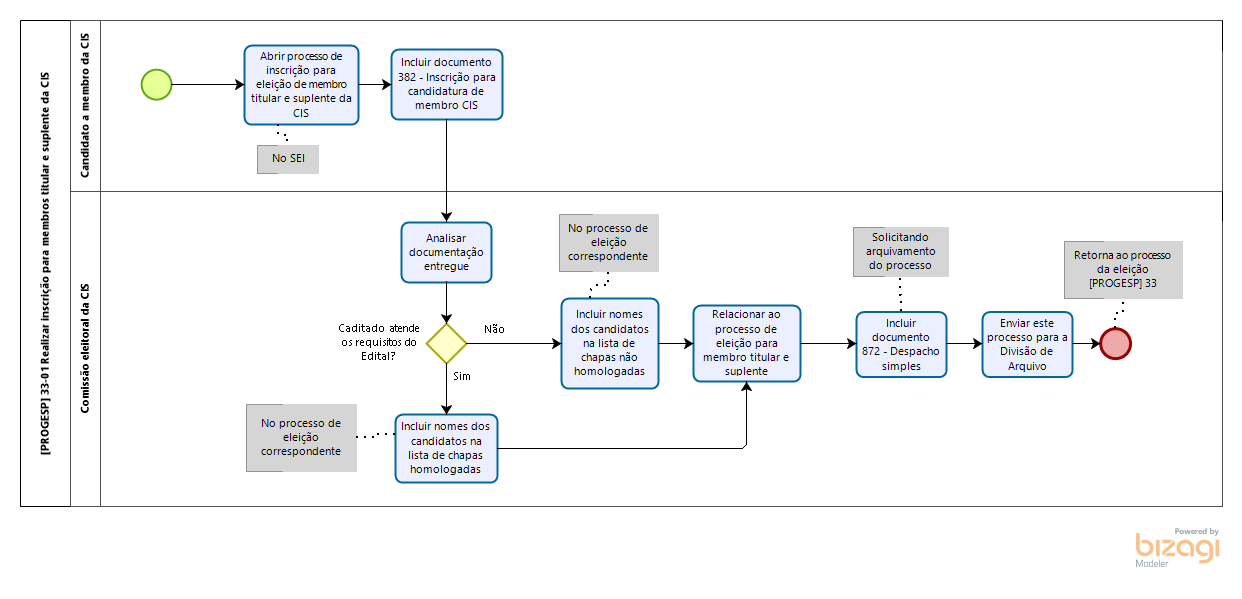 [PROGESP] 33-01 Realizar inscrição para membros titular e suplente da CIS
Candidato a membro da CIS
Abrir processo de
inscrição para
eleição de membro
titular e suplente da
CIS
Incluir documento
382 - Inscrição para
candidatura de
membro CIS
No SEI
Comissão eleitoral da CIS
Analisar
documentação
entregue
Caditado atende
os requisitos do
Edital?
Não
Sim
No processo de
eleição
correspondente
Incluir nomes
dos candidatos
na lista de
chapas não
homologadas
Relacionar ao
processo de
eleição para
membro titular e
suplente
Solicitando
arquivamento
do processo
Incluir
documento
872 - Despacho
simples
Enviar este
processo para a
Divisão de
Arquivo
Retorna ao processo
da eleição
[PROGESP] 33
No processo de
eleição
correspondente
Incluir nomes dos
candidatos na
lista de chapas
homologadas
Powered by
bizagi
Modeler